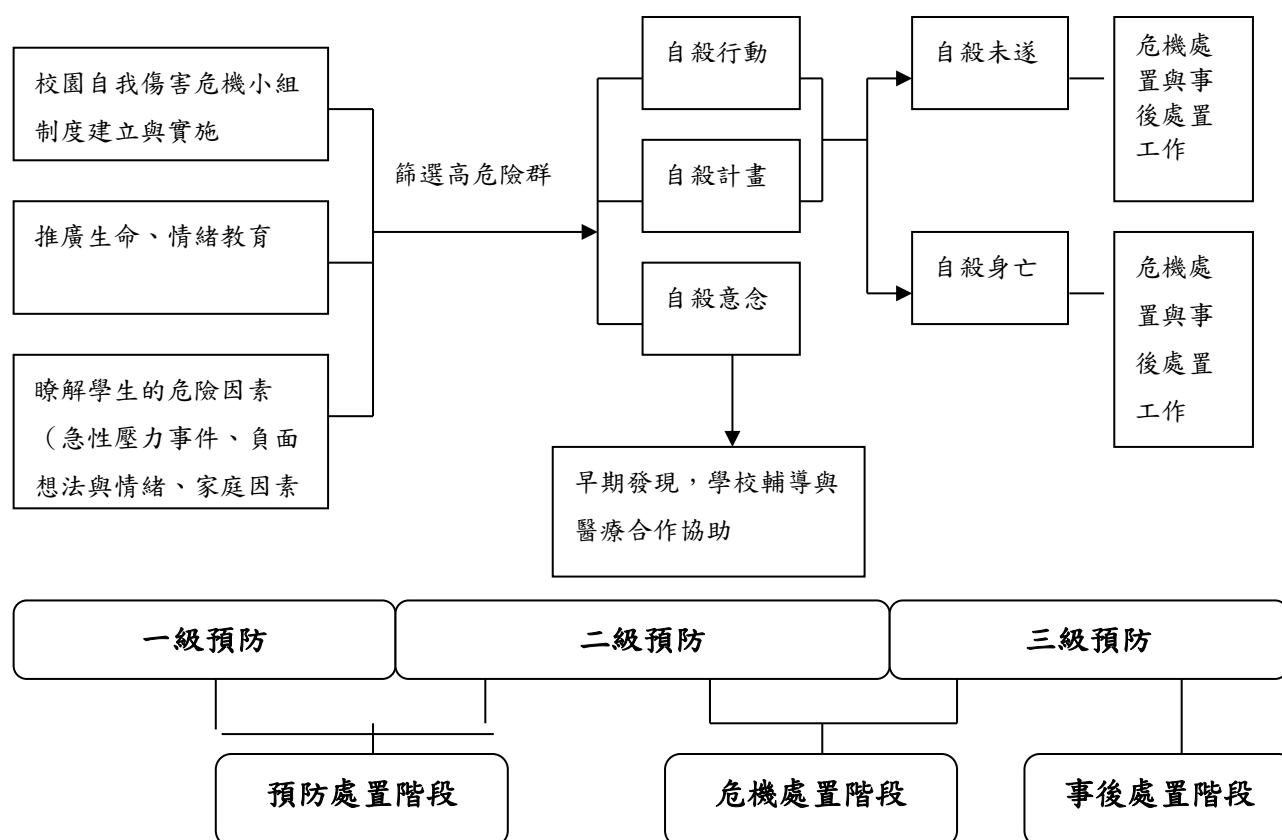 校園自我傷害危機小組
制度建立與實施
推廣生命、情緒教育
瞭解學生的危險因素
（急性壓力事件、負面
想法與情緒、家庭因素
篩選高危險群
自殺行動
自殺計畫
自殺意念
早期發現，學校輔導與
醫療合作協助
自殺未遂
自殺身亡
危機處
置與事
後處置
工作
危機處
置與事
後處置
工作
一級預防
二級預防
三級預防
預防處置階段
危機處置階段
事後處置階段